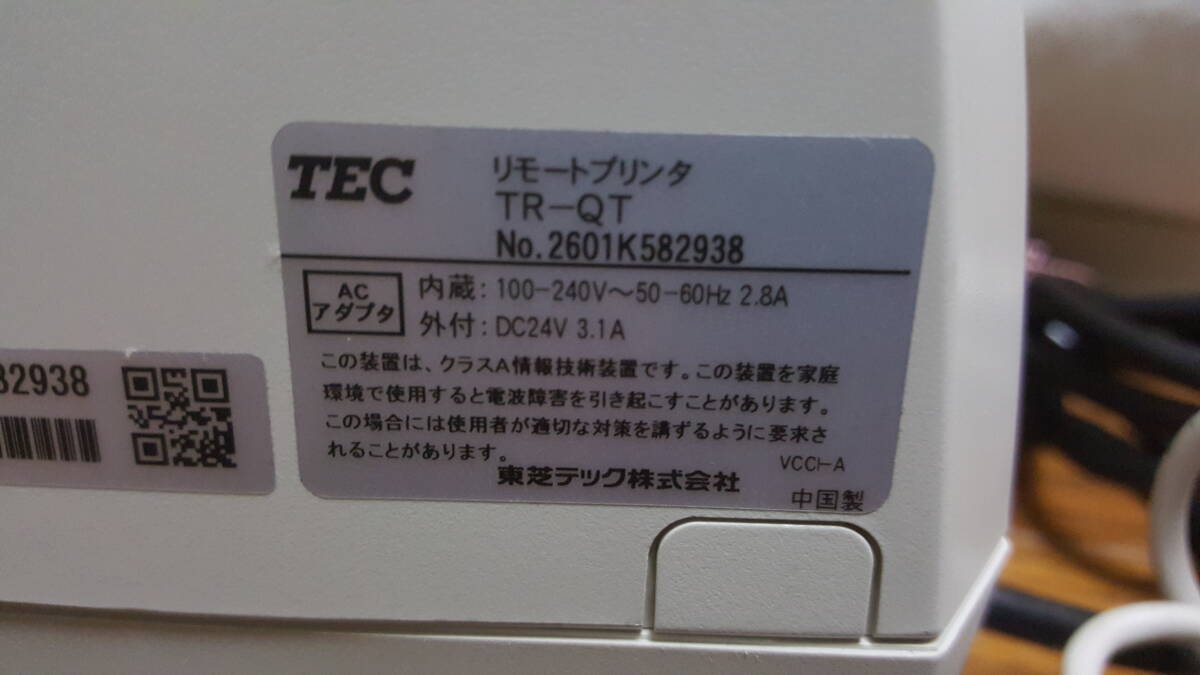 TEC
リモートプリンタ
TR-QT
No.2601K582938
AC
アダプタ
内蔵：100-240V～50-60Hz 2.8A
外付：DC24V 3.1A
この装置は、クラスA情報技術装置です。この装置を家庭
環境で使用すると電波障害を引き起こすことがあります。
この場合には使用者が適切な対策を講ずるように要求さ
れることがあります。
VCCI-A
東芝テック株式会社
中国製
82938